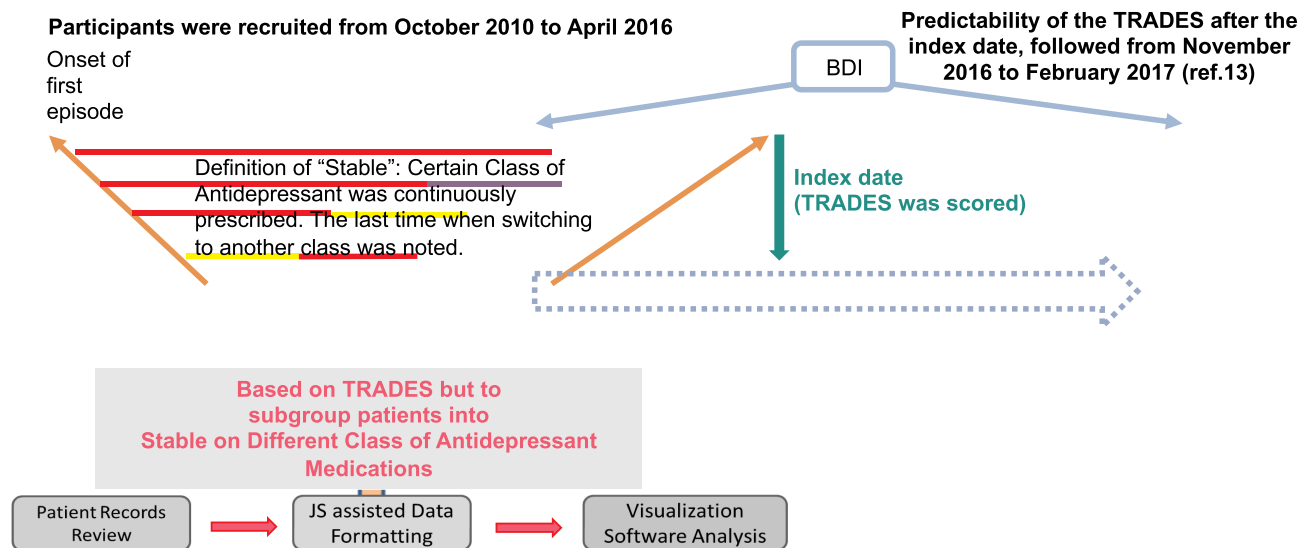 Participants were recruited from October 2010 to April 2016
Onset of
first
episode
Predictability of the TRADES after the
index date, followed from November
2016 to February 2017 (ref.13)
BDI
Definition of “Stable”: Certain Class of
Antidepressant was continuously
prescribed. The last time when switching
to another class was noted.
Index date
(TRADES was scored)
Based on TRADES but to
subgroup patients into
Stable on Different Class of Antidepressant
Medications
Patient Records
Review
JS assisted Data
Formatting
Visualization
Software Analysis